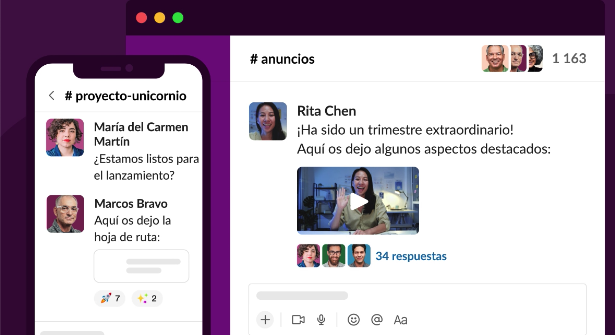 # proyecto-unicornio
María del Carmen
Martín
¿Estamos listos para
el lanzamiento?
Marcos Bravo
Aquí os dejo la
hoja de ruta:
7
2
# anuncios
1 163
Rita Chen
¡Ha sido un trimestre extraordinario!
Aquí os dejo algunos aspectos destacados:
34 respuestas
@
Aa